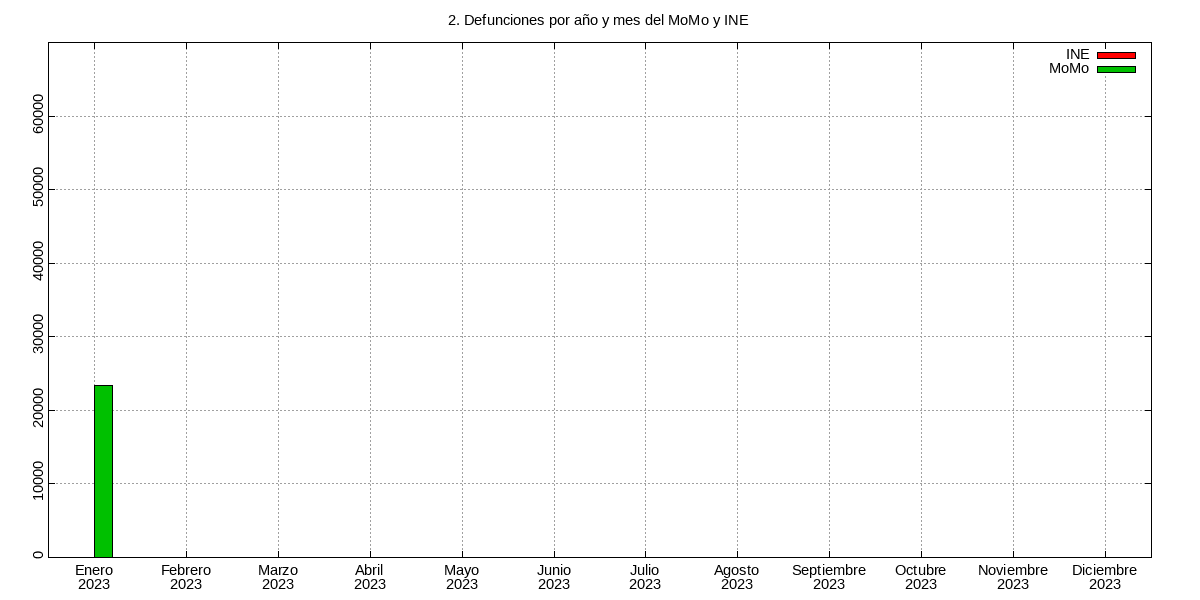 2. Defunciones por año y mes del MoMo y INE
INE
MoMo
60000
50000
40000
30000
20000
10000
0
Enero Febrero Marzo Abril Mayo Junio Julio Agosto Septiembre Octubre Noviembre Diciembre
2023 2023 2023 2023 2023 2023 2023 2023 2023 2023 2023 2023